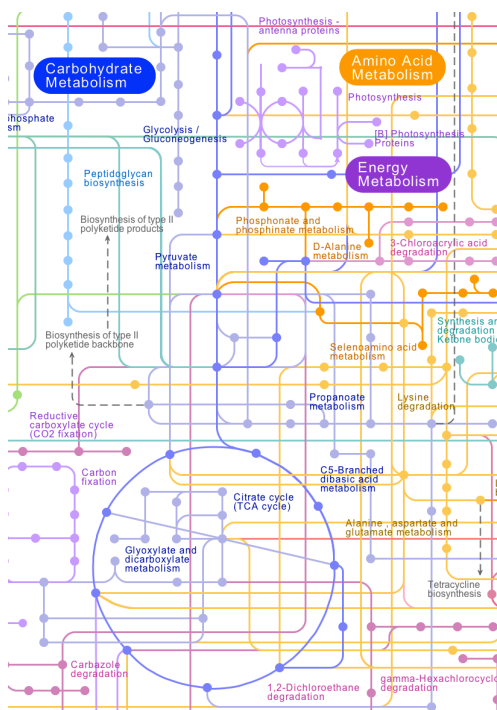 Photosynthesis -
antenna proteins
Carbohydrate
Metabolism
Amino Acid
Metabolism
Photosynthesis
hosphate
sm
Glycolysis /
Gluconeogenesis
[B] Photosynthesis
Proteins
Peptidoglycan
biosynthesis
Energy
Metabolism
Biosynthesis of type II
polyketide products
Phosphonate and
phosphinate metabolism
D-Alanine
metabolism
3-Chloroacrylic acid
degradation
Pyruvate
metabolism
Synthesis an
degradation
Ketone bodie
Biosynthesis of type II
polyketide backbone
Selenoamino acid
metabolism
Propanoate
metabolism
Lysine
degradation
Reductive
carboxylate cycle
(CO2 fixation)
Carbon
fixation
C5-Branched
dibasic acid
metabolism
Citrate cycle
(TCA cycle)
Alanine , aspartate and
glutamate metabolism
Glyoxylate and
dicarboxylate
metabolism
Tetracycline
biosynthesis
Carbazole
degradation
1,2-Dichloroethane
degradation
gamma-Hexachlorocyclo
degradation